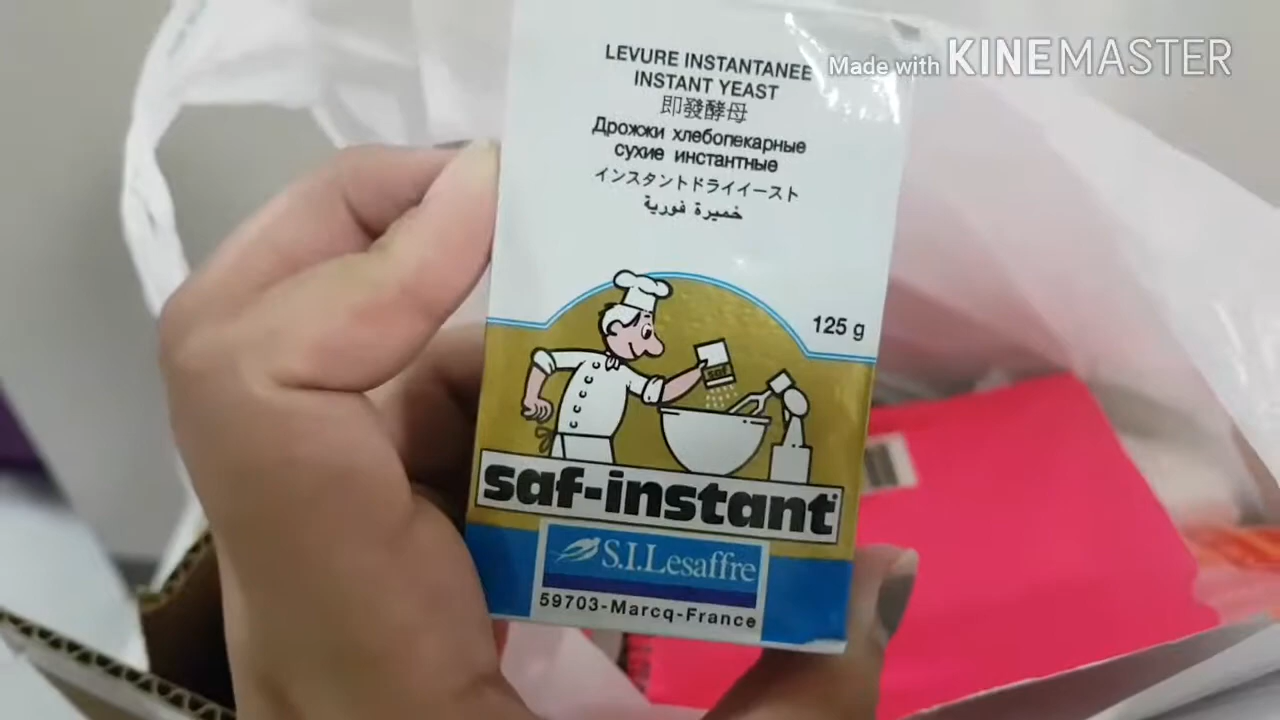 Made with KINEMASTER
LEVURE INSTANTANEE
INSTANT YEAST
即發酵母
Дрожжи хлебопекарные
сухие инстантные
インスタントドライイースト
خميرة فورية
125 g
saf
saf-instant
S.I.Lesaffre
59703-Marcq-France